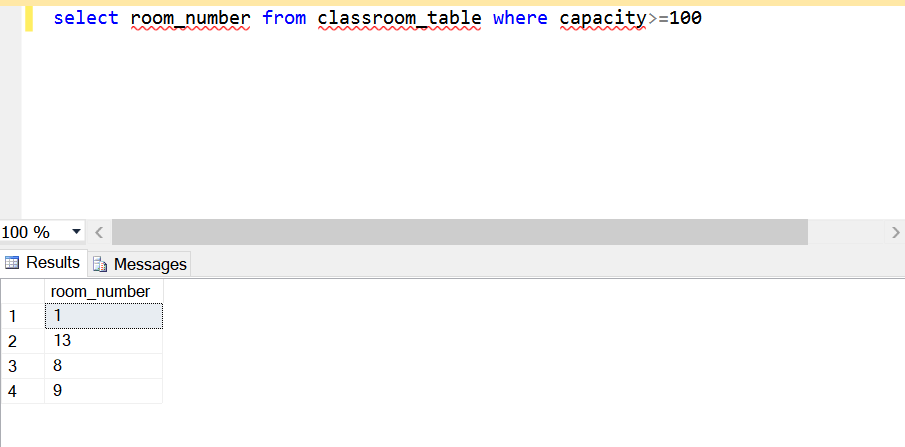 select room_number from classroom_table where capacity>=100
100 %
Results Messages
room_number
1 1
2 13
3 8
4 9